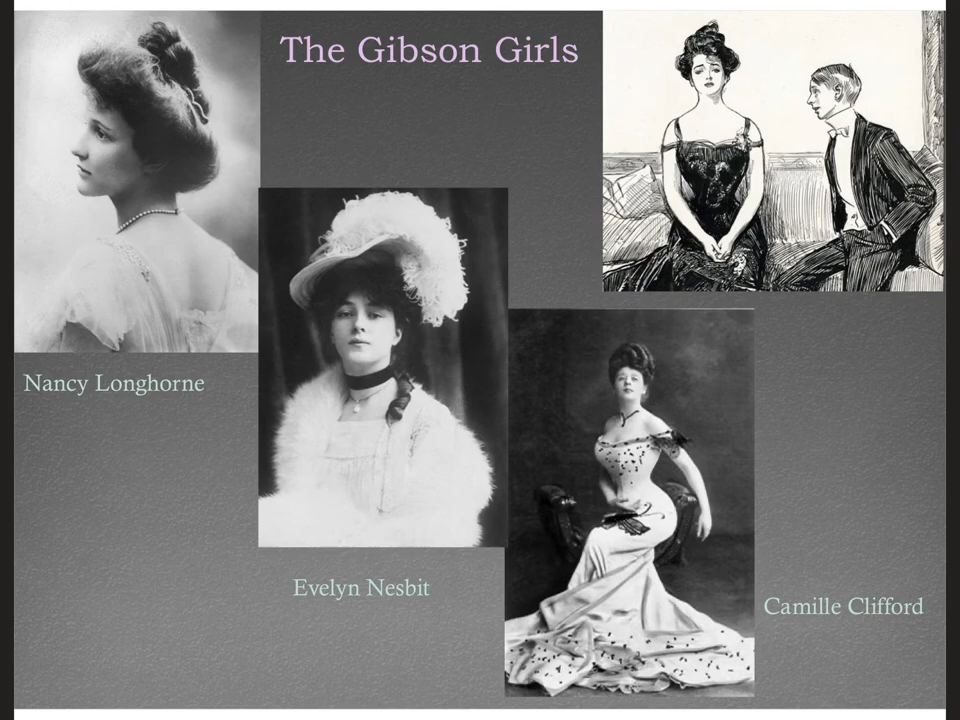 The Gibson Girls
Nancy Longhorne
Evelyn Nesbit
Camille Clifford